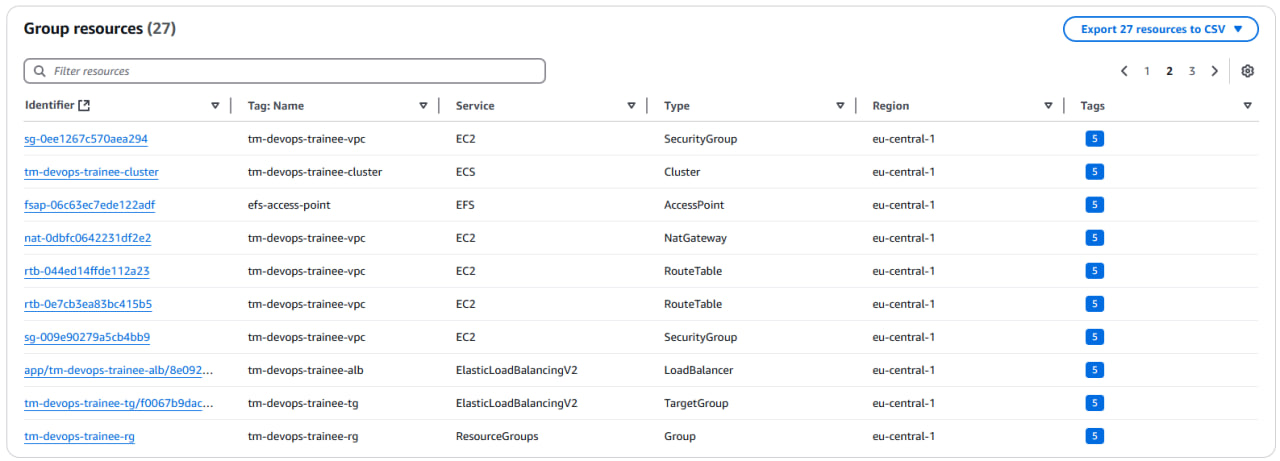 Group resources (27)
Export 27 resources to CSV
Filter resources
1 2 3
Identifier Tag: Name Service Type Region Tags
sg-0ee1267c570aea294 tm-devops-trainee-vpc EC2 SecurityGroup eu-central-1 5
tm-devops-trainee-cluster tm-devops-trainee-cluster ECS Cluster eu-central-1 5
fsap-06c63ec7ede122adf efs-access-point EFS AccessPoint eu-central-1 5
nat-0dbfc0642231df2e2 tm-devops-trainee-vpc EC2 NatGateway eu-central-1 5
rtb-044ed14ffde112a23 tm-devops-trainee-vpc EC2 RouteTable eu-central-1 5
rtb-0e7cb3ea83bc415b5 tm-devops-trainee-vpc EC2 RouteTable eu-central-1 5
sg-009e90279a5cb4bb9 tm-devops-trainee-vpc EC2 SecurityGroup eu-central-1 5
app/tm-devops-trainee-alb/8e092... tm-devops-trainee-alb ElasticLoadBalancingV2 LoadBalancer eu-central-1 5
tm-devops-trainee-tg/f0067b9dac... tm-devops-trainee-tg ElasticLoadBalancingV2 TargetGroup eu-central-1 5
tm-devops-trainee-rg tm-devops-trainee-rg ResourceGroups Group eu-central-1 5